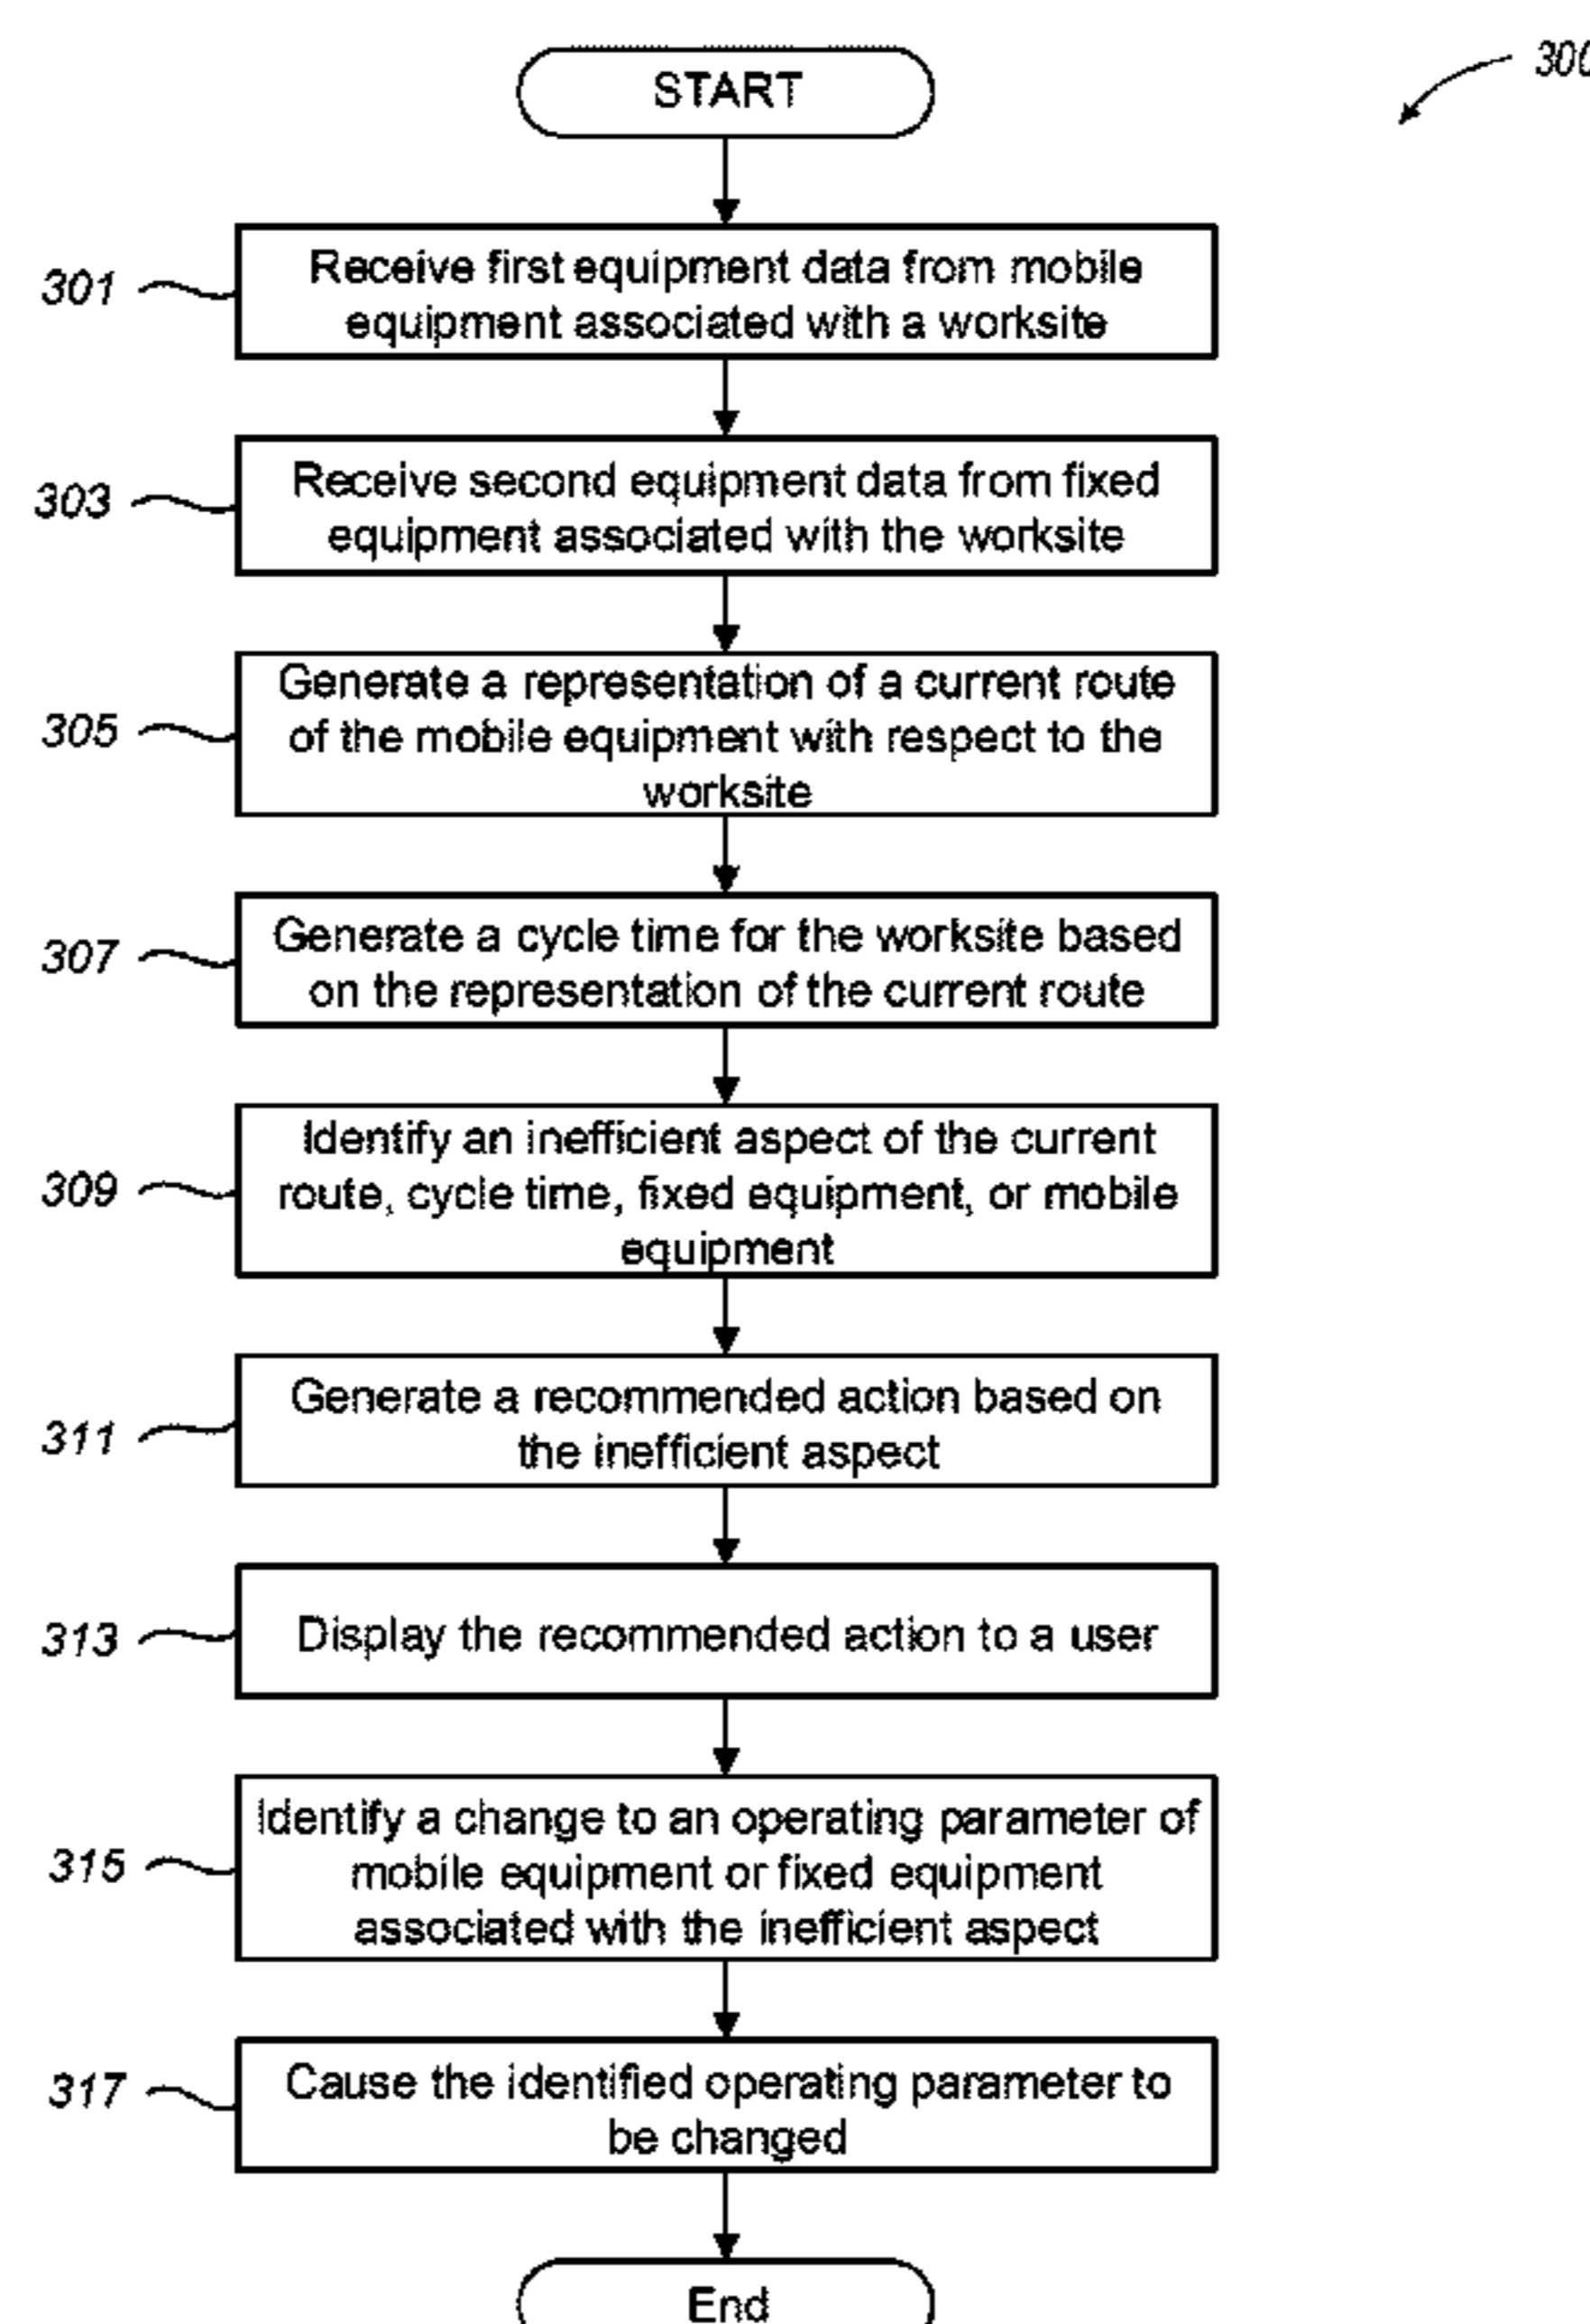 START
300
301
Receive first equipment data from mobile
equipment associated with a worksite
303
Receive second equipment data from fixed
equipment associated with the worksite
305
Generate a representation of a current route
of the mobile equipment with respect to the
worksite
307
Generate a cycle time for the worksite based
on the representation of the current route
309
Identify an inefficient aspect of the current
route, cycle time, fixed equipment, or mobile
equipment
311
Generate a recommended action based on
the inefficient aspect
313
Display the recommended action to a user
315
Identify a change to an operating parameter of
mobile equipment or fixed equipment
associated with the inefficient aspect
317
Cause the identified operating parameter to
be changed
End